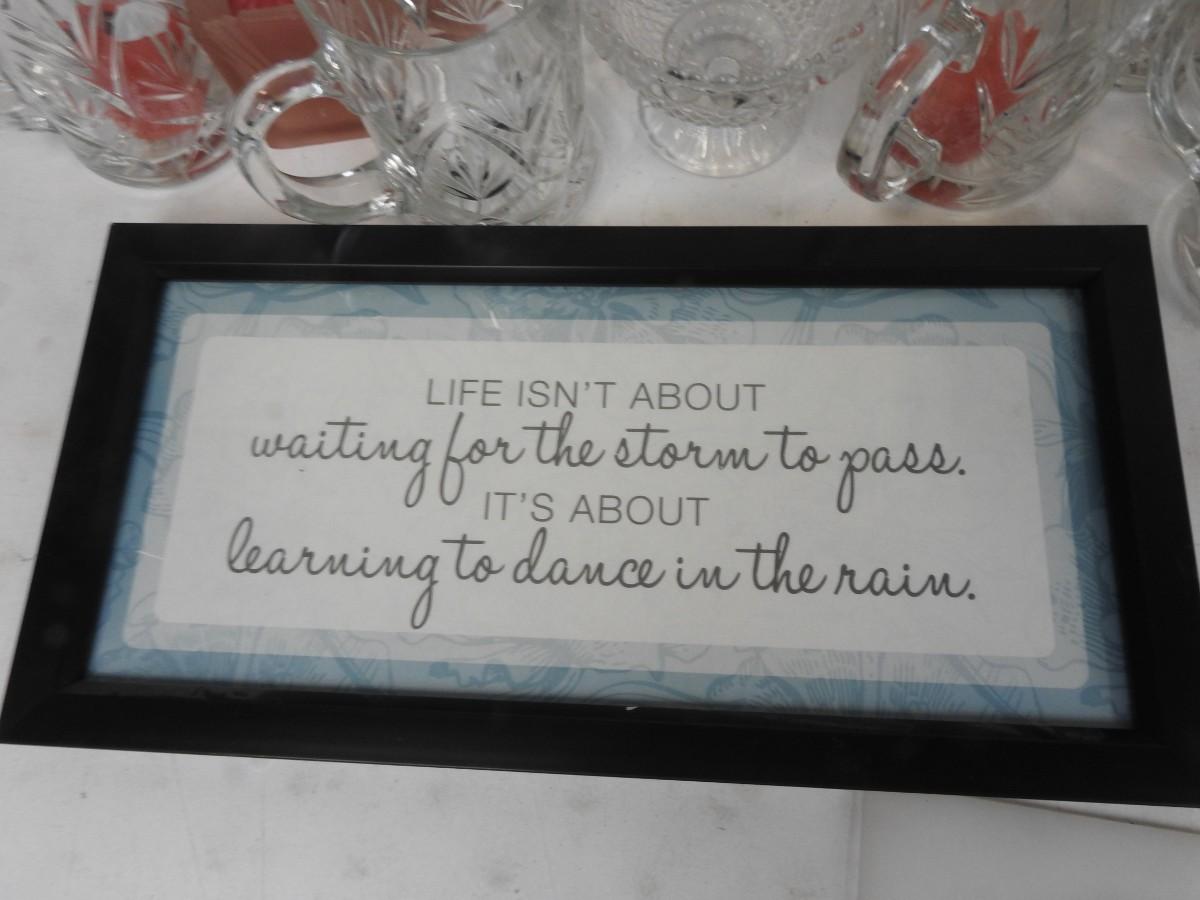 LIFE ISN'T ABOUT
waiting for the storm to pass.
IT'S ABOUT
learning to dance in the rain.